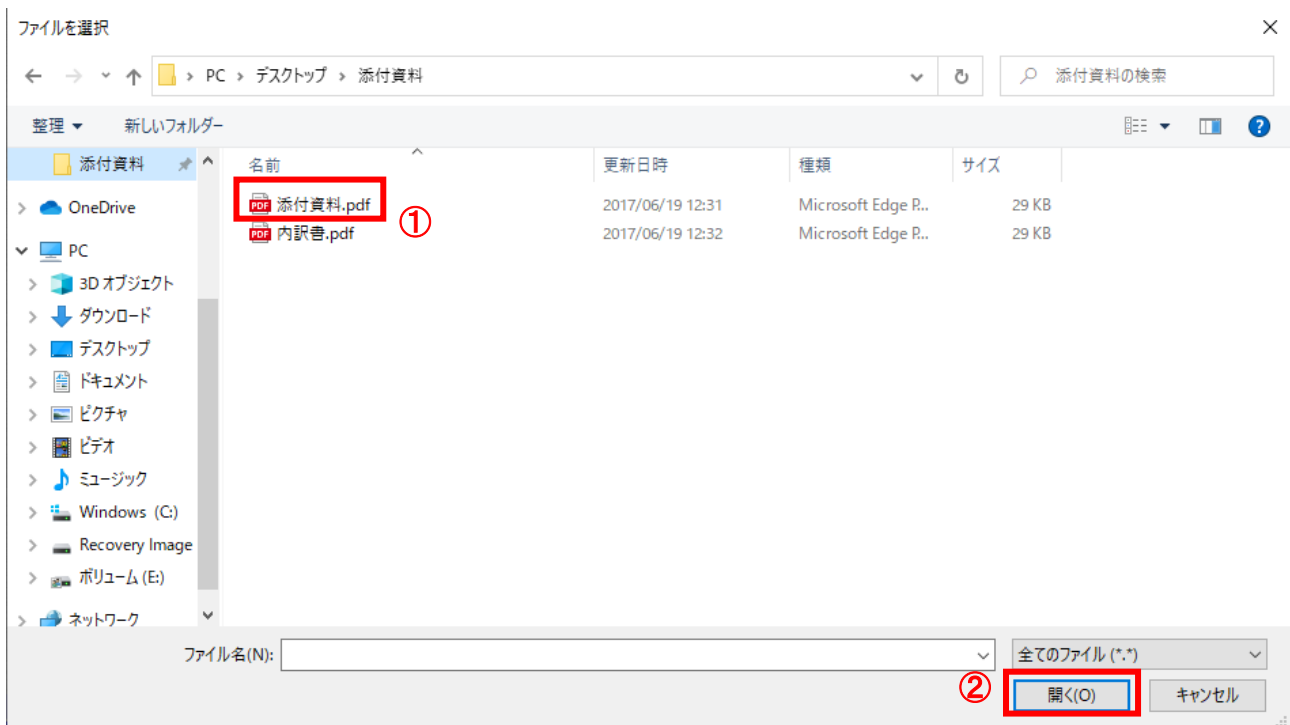 ファイルを選択
PC › デスクトップ › 添付資料
添付資料の検索
整理 新しいフォルダー
添付資料
OneDrive
PC
3D オブジェクト
ダウンロード
デスクトップ
ドキュメント
ピクチャ
ビデオ
ミュージック
Windows (C:)
Recovery Image
ボリューム (E:)
ネットワーク
名前 更新日時 種類 サイズ
添付資料.pdf 2017/06/19 12:31 Microsoft Edge P... 29 KB
①
内訳書.pdf 2017/06/19 12:32 Microsoft Edge P... 29 KB
ファイル名(N): 全てのファイル (*.*)
② 開く(O) キャンセル